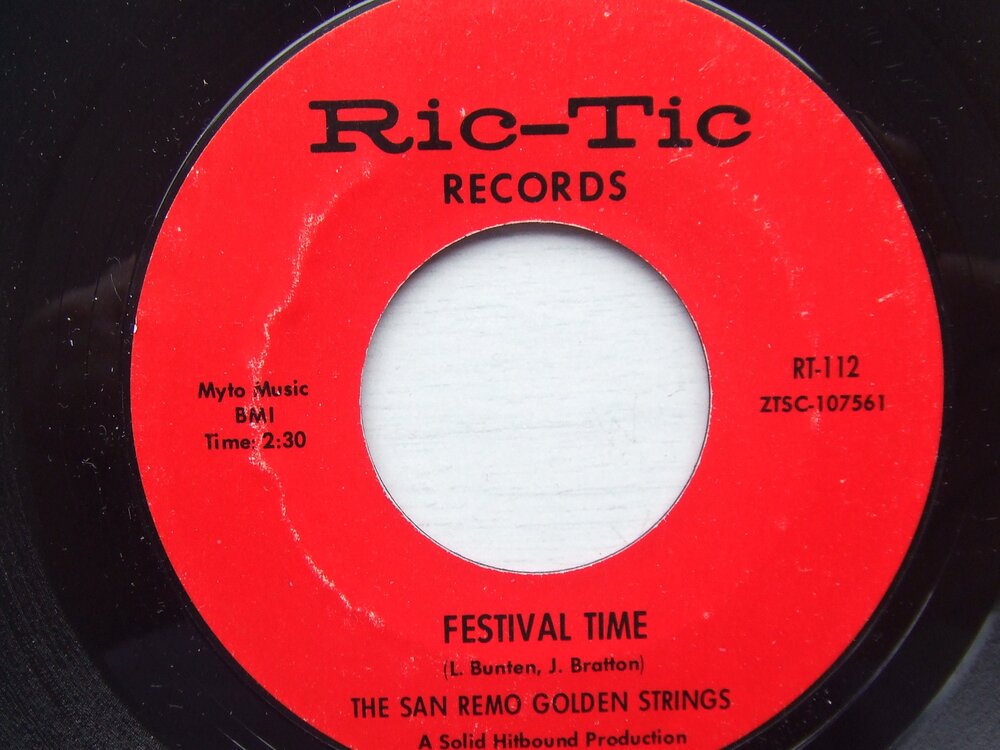 Ric-Tic
RECORDS
Myto Music
BMI
Time: 2:30
RT-112
ZTSC-107561
FESTIVAL TIME
(L. Bunten, J. Bratton)
THE SAN REMO GOLDEN STRINGS
A Solid Hitbound Production